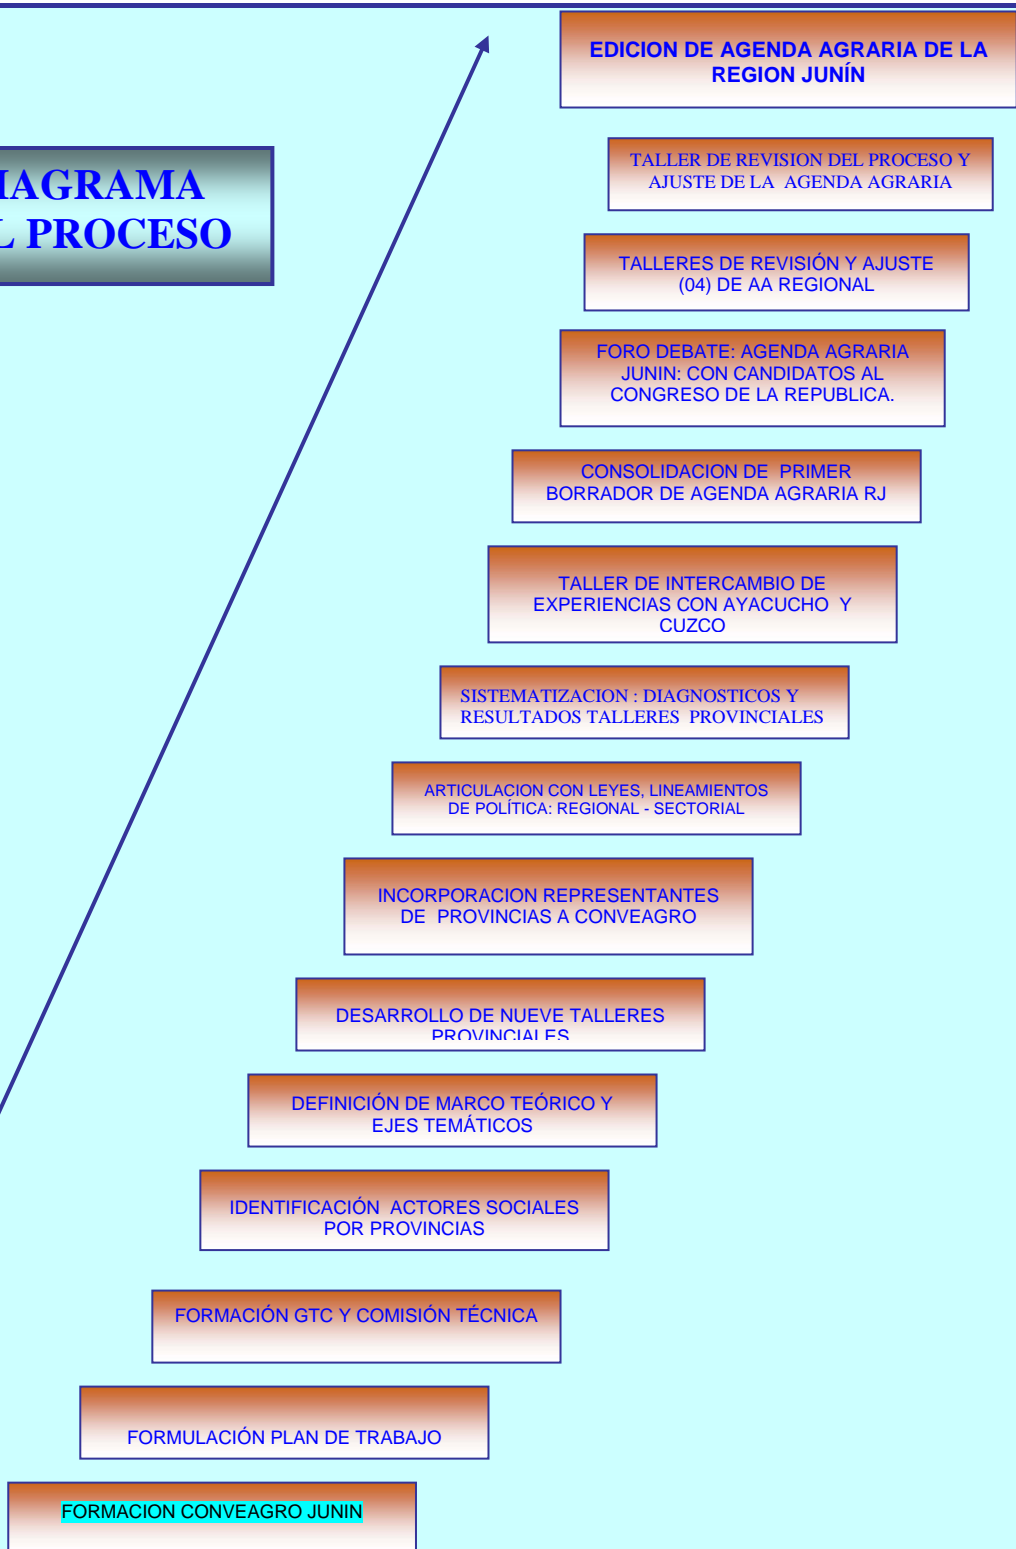 EDICION DE AGENDA AGRARIA DE LA
REGION JUNÍN
TALLER DE REVISION DEL PROCESO Y
AJUSTE DE LA AGENDA AGRARIA
IAGRAMA
L PROCESO
TALLERES DE REVISIÓN Y AJUSTE
(04) DE AA REGIONAL
FORO DEBATE: AGENDA AGRARIA
JUNIN: CON CANDIDATOS AL
CONGRESO DE LA REPUBLICA.
CONSOLIDACION DE PRIMER
BORRADOR DE AGENDA AGRARIA RJ
TALLER DE INTERCAMBIO DE
EXPERIENCIAS CON AYACUCHO Y
CUZCO
SISTEMATIZACION : DIAGNOSTICOS Y
RESULTADOS TALLERES PROVINCIALES
ARTICULACION CON LEYES, LINEAMIENTOS
DE POLÍTICA: REGIONAL - SECTORIAL
INCORPORACION REPRESENTANTES
DE PROVINCIAS A CONVEAGRO
DESARROLLO DE NUEVE TALLERES
PROVINCIALES
DEFINICIÓN DE MARCO TEÓRICO Y
EJES TEMÁTICOS
IDENTIFICACIÓN ACTORES SOCIALES
POR PROVINCIAS
FORMACIÓN GTC Y COMISIÓN TÉCNICA
FORMULACIÓN PLAN DE TRABAJO
FORMACION CONVEAGRO JUNIN